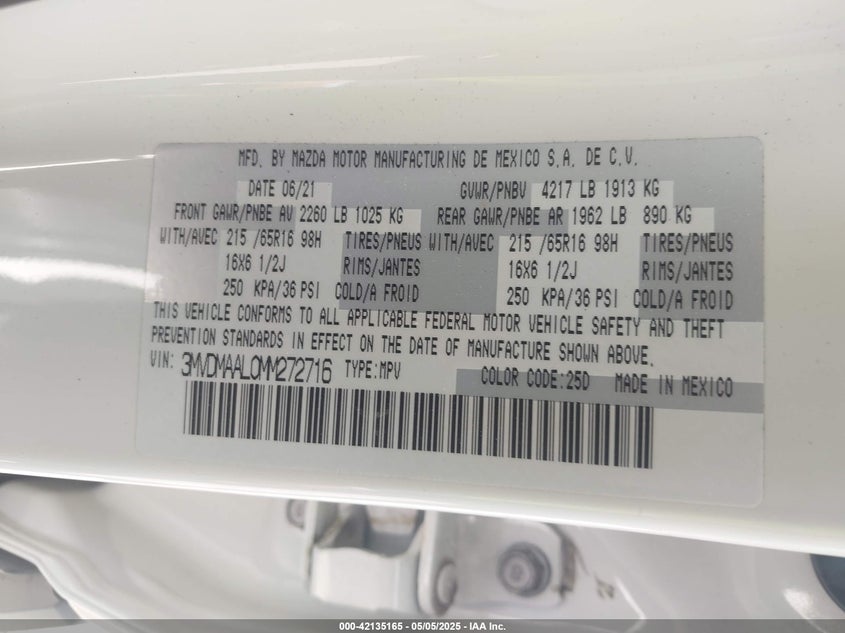 MFD. BY MAZDA MOTOR MANUFACTURING DE MEXICO S.A. DE C.V.
DATE 06/21 GVWR/PNBV 4217 LB 1913 KG
FRONT GAWR/PNBE AV 2260 LB 1025 KG REAR GAWR/PNBE AR 1962 LB 890 KG
WITH/AVEC 215 /65R16 98H TIRES/PNEUS WITH/AVEC 215 /65R16 98H TIRES/PNEUS
16X6 1/2J RIMS/JANTES 16X6 1/2J RIMS/JANTES
250 KPA/36 PSI COLD/A FROID 250 KPA/36 PSI COLD/A FROID
THIS VEHICLE CONFORMS TO ALL APPLICABLE FEDERAL MOTOR VEHICLE SAFETY AND THEFT
PREVENTION STANDARDS IN EFFECT ON THE DATE OF MANUFACTURE SHOWN ABOVE.
VIN: 3MVDMAAL0MM272716 TYPE:MPV COLOR CODE:25D MADE IN MEXICO
000-42135165 - 05/05/2025 - IAA Inc.